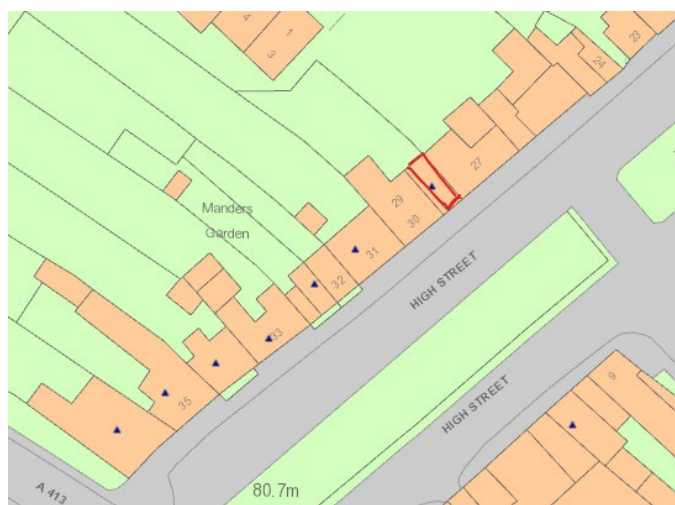 4
1
3
23
24
27
29
30
Manders
Garden
31
32
HIGH STREET
33
35
HIGH STREET
9
80.7m
A 413